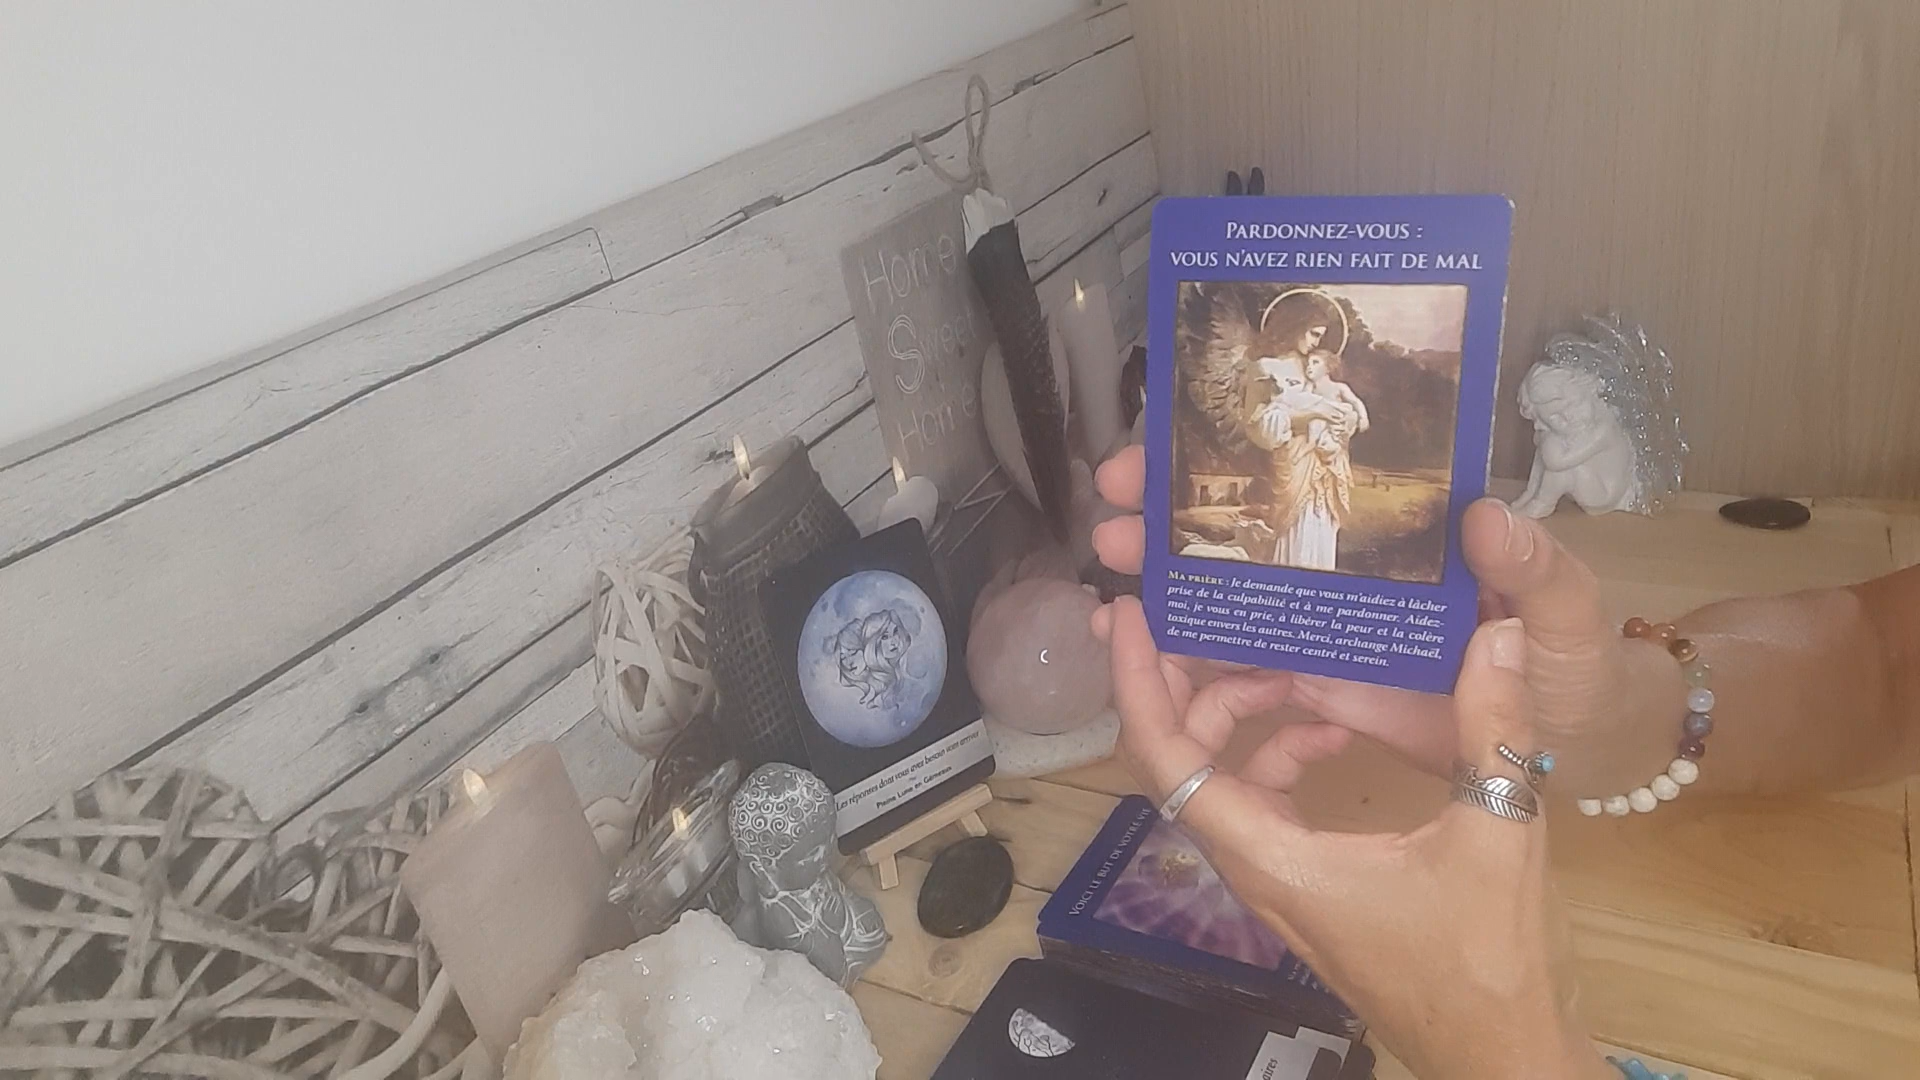 Home
Sweet
Home
PARDONNEZ-VOUS :
VOUS N'AVEZ RIEN FAIT DE MAL
MA PRIÈRE : Je demande que vous m'aidiez à lâcher
prise de la culpabilité et à me pardonner. Aidez-
moi, je vous en prie, à libérer la peur et la colère
toxique envers les autres. Merci, archange Michaël,
de me permettre de rester centré et serein.
Les réponses dont vous avez besoin vont arriver
Pleine Lune en Gémeaux
VOICI LE BUT DE VOTRE VIE